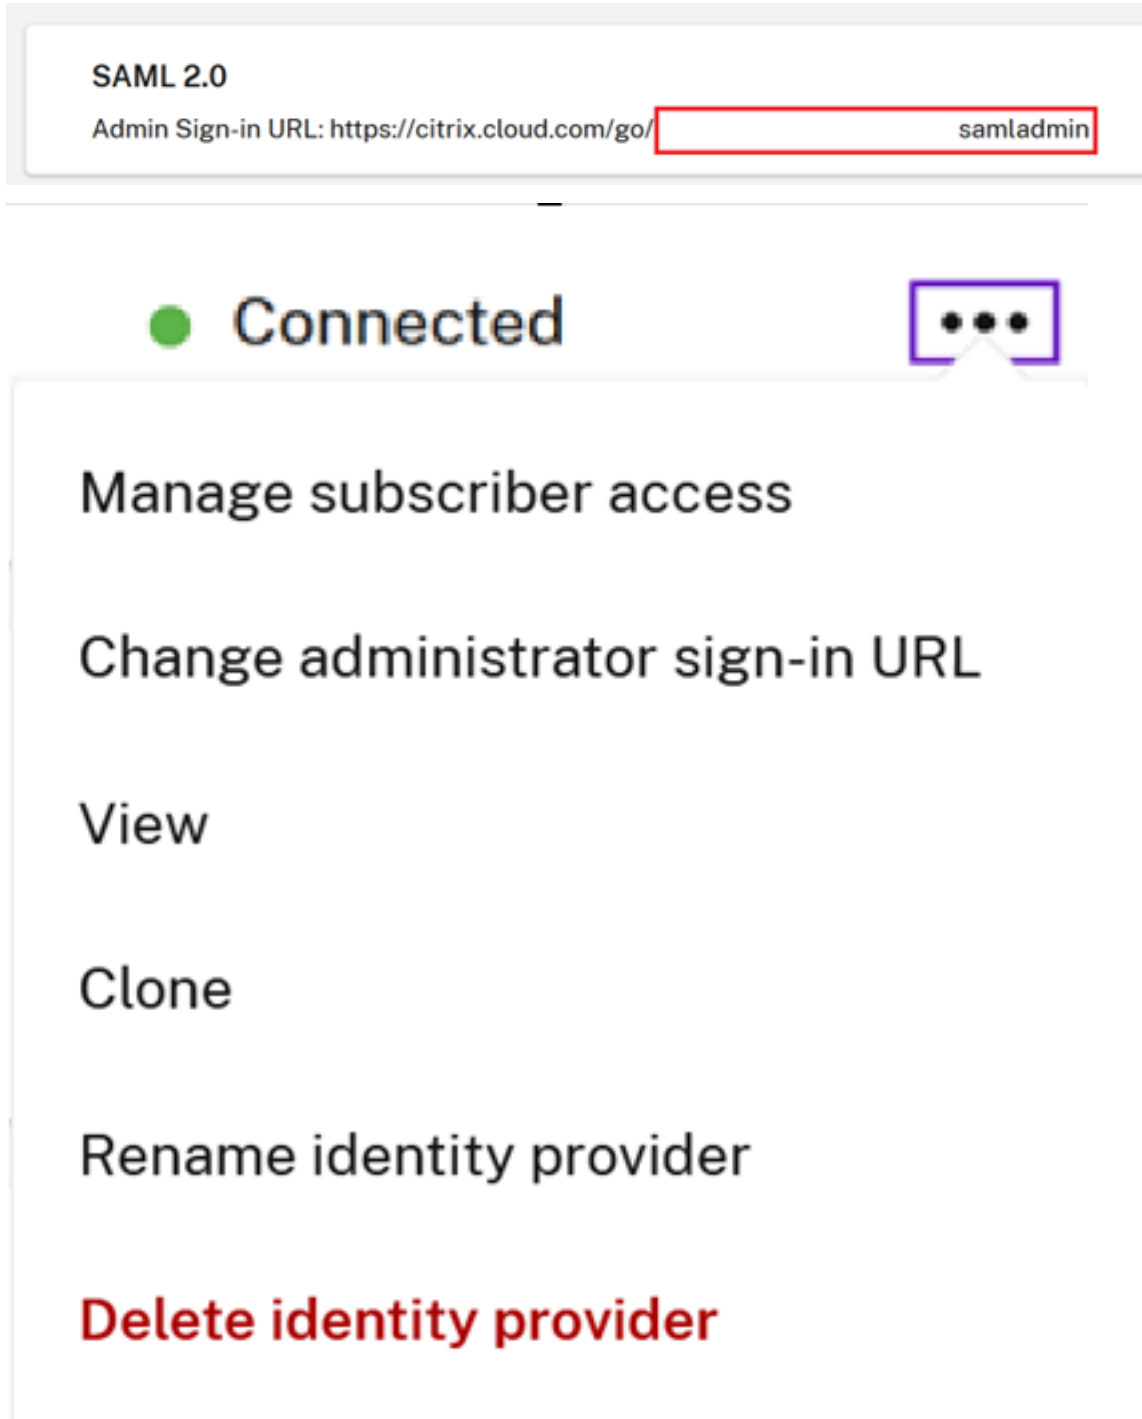 SAML 2.0
Admin Sign-in URL: https://citrix.cloud.com/go/ samladmin
Connected
Manage subscriber access
Change administrator sign-in URL
View
Clone
Rename identity provider
Delete identity provider